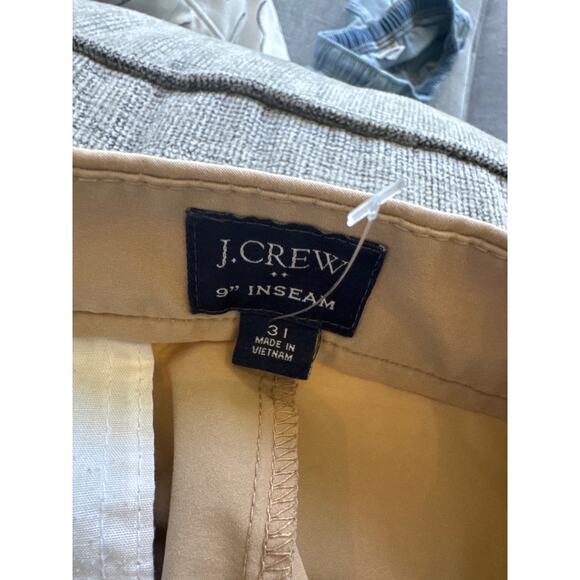 J.CREW
9" INSEAM
31
MADE IN
VIETNAM